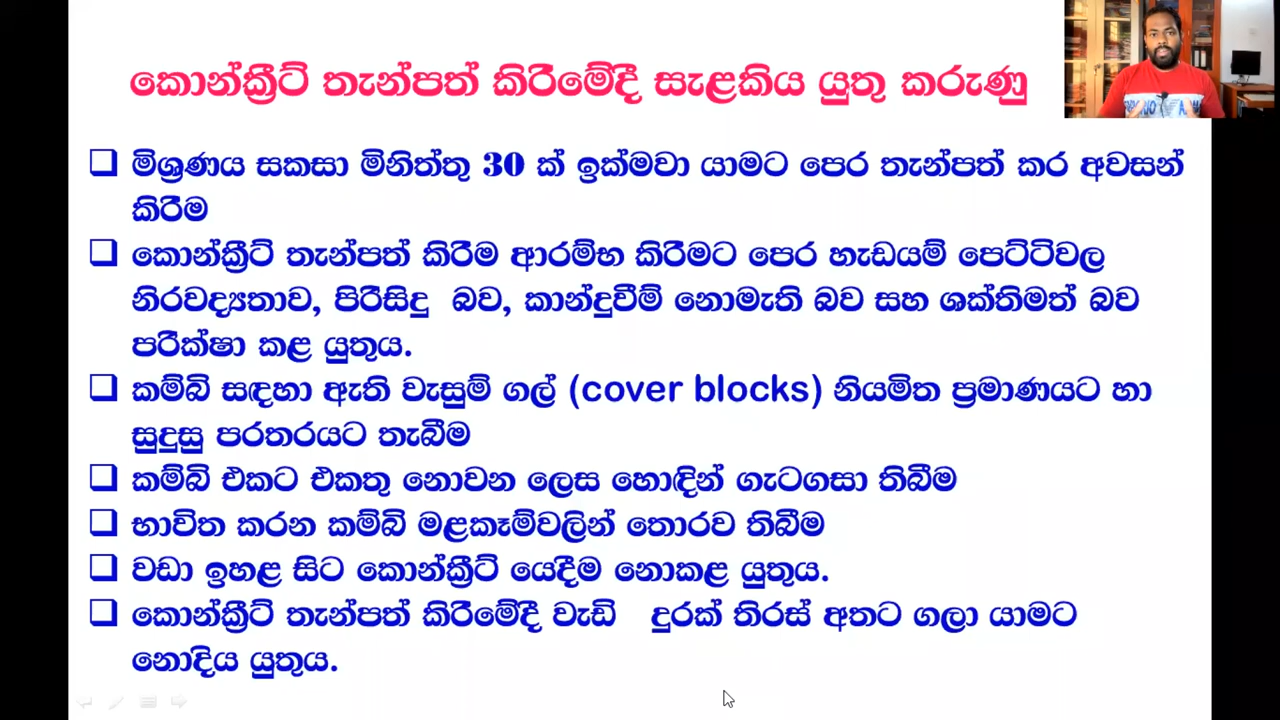 කොන්ක්‍රීට් තැන්පත් කිරීමේදී සැළකිය යුතු කරුණු
❑ මිශ්‍රණය සකසා මිනිත්තු 30 ක් ඉක්මවා යාමට පෙර තැන්පත් කර අවසන්
කිරීම
❑ කොන්ක්‍රීට් තැන්පත් කිරීම ආරම්භ කිරීමට පෙර හැඩයම් පෙට්ටිවල
නිරවද්‍යතාව, පිරිසිදු බව, කාන්දුවීම් නොමැති බව සහ ශක්තිමත් බව
පරීක්ෂා කළ යුතුය.
❑ කම්බි සඳහා ඇති වැසුම් ගල් (cover blocks) නියමිත ප්‍රමාණයට හා
සුදුසු පරතරයට තැබීම
❑ කම්බි එකට එකතු නොවන ලෙස හොඳින් ගැටගසා තිබීම
❑ භාවිත කරන කම්බි මළකෑම්වලින් තොරව තිබීම
❑ වඩා ඉහළ සිට කොන්ක්‍රීට් යෙදීම නොකළ යුතුය.
❑ කොන්ක්‍රීට් තැන්පත් කිරීමේදී වැඩි දුරක් තිරස් අතට ගලා යාමට
නොදිය යුතුය.